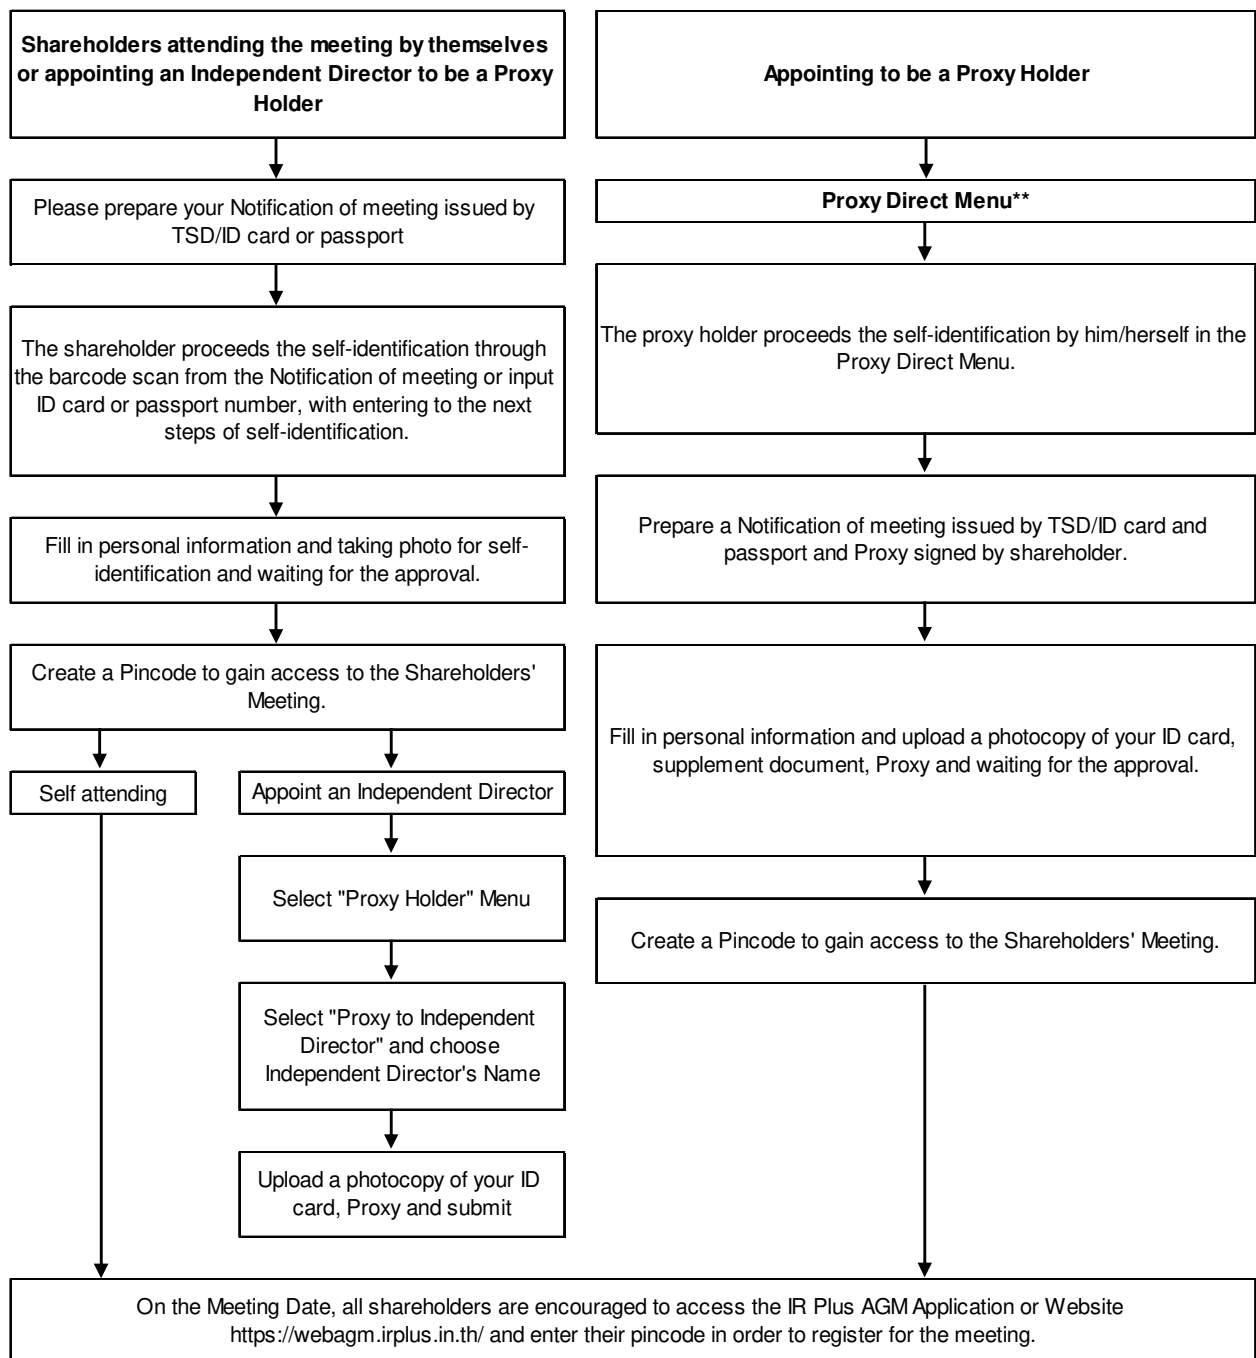 Shareholders attending the meeting by themselves
or appointing an Independent Director to be a Proxy
Holder
Please prepare your Notification of meeting issued by
TSD/ID card or passport
The shareholder proceeds the self-identification through
the barcode scan from the Notification of meeting or input
ID card or passport number, with entering to the next
steps of self-identification.
Fill in personal information and taking photo for self-
identification and waiting for the approval.
Create a Pincode to gain access to the Shareholders'
Meeting.
Self attending
Appoint an Independent Director
Select "Proxy Holder" Menu
Select "Proxy to Independent
Director" and choose
Independent Director's Name
Upload a photocopy of your ID
card, Proxy and submit
Appointing to be a Proxy Holder
Proxy Direct Menu**
The proxy holder proceeds the self-identification by him/herself in the
Proxy Direct Menu.
Prepare a Notification of meeting issued by TSD/ID card and
passport and Proxy signed by shareholder.
Fill in personal information and upload a photocopy of your ID card,
supplement document, Proxy and waiting for the approval.
Create a Pincode to gain access to the Shareholders' Meeting.
On the Meeting Date, all shareholders are encouraged to access the IR Plus AGM Application or Website
https://webagm.irplus.in.th/ and enter their pincode in order to register for the meeting.